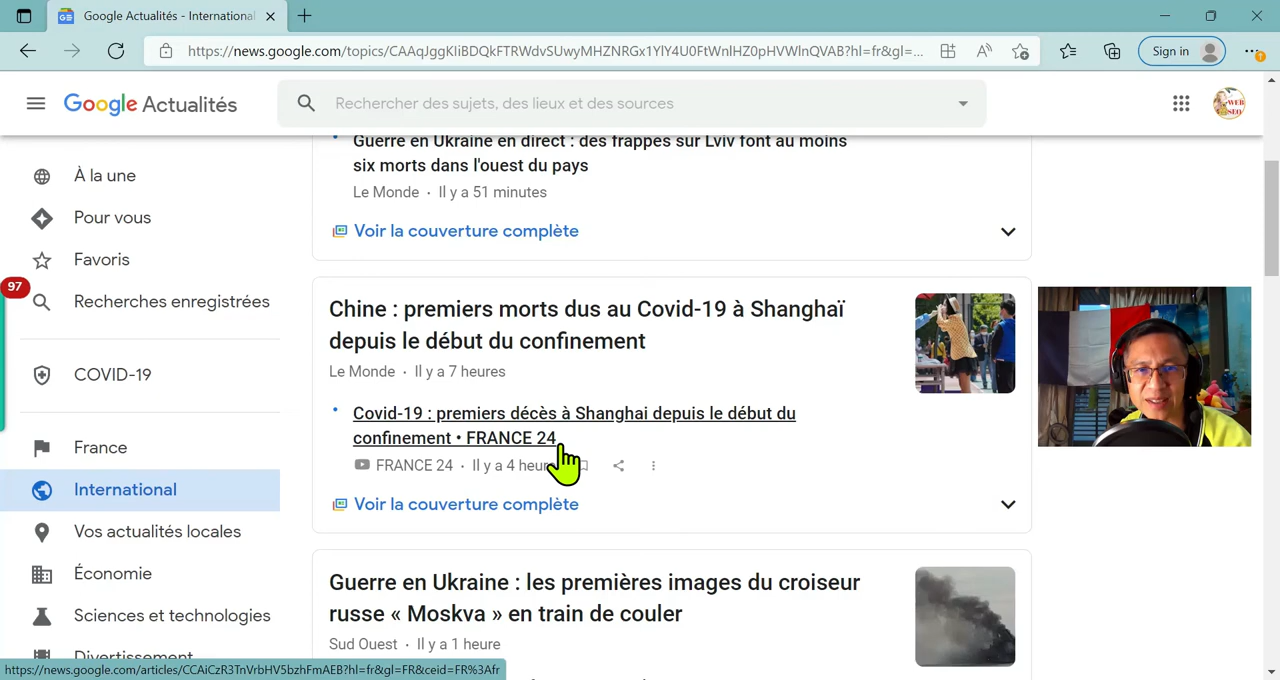 Google Actualités - International
https://news.google.com/topics/CAAqJggKIiBDQkFTRWdvSUwyMHZNRGx1YlY4U0FtWnlHZ0pHVWlnQVAB?hl=fr&gl=...
Sign in
Google Actualités
Rechercher des sujets, des lieux et des sources
WEB
SEO
À la une
Pour vous
Favoris
97
Recherches enregistrées
COVID-19
France
International
Vos actualités locales
Économie
Sciences et technologies
Divertissement
Guerre en Ukraine en direct : des frappes sur Lviv font au moins
six morts dans l'ouest du pays
Le Monde · Il y a 51 minutes
Voir la couverture complète
Chine : premiers morts dus au Covid-19 à Shanghaï
depuis le début du confinement
Le Monde · Il y a 7 heures
Covid-19 : premiers décès à Shanghai depuis le début du
confinement • FRANCE 24
FRANCE 24 · Il y a 4 heures
Voir la couverture complète
Guerre en Ukraine : les premières images du croiseur
russe « Moskva » en train de couler
Sud Ouest · Il y a 1 heure
https://news.google.com/articles/CCAiCzR3TnVrbHV5bzhFmAEB?hl=fr&gl=FR&ceid=FR%3Afr